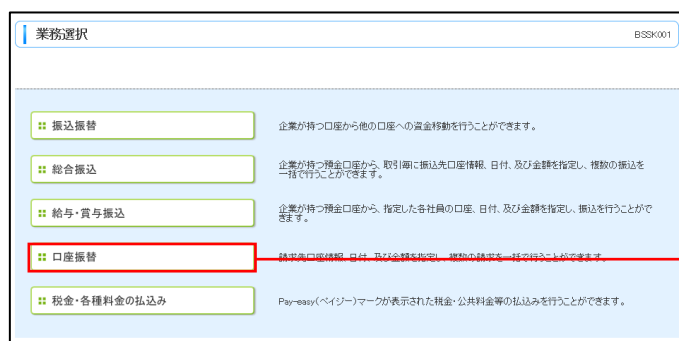 業務選択
BSSK001
振込振替
企業が持つ口座から他の口座への資金移動を行うことができます。
総合振込
企業が持つ預金口座から、取引毎に振込先口座情報、日付、及び金額を指定し、複数の振込を
一括で行うことができます。
給与・賞与振込
企業が持つ預金口座から、指定した各社員の口座、日付、及び金額を指定し、振込を行うことがで
きます。
口座振替
請求先口座情報、日付、及び金額を指定し、複数の請求を一括で行うことができます。
税金・各種料金の払込み
Pay-easy(ペイジー)マークが表示された税金・公共料金等の払込みを行うことができます。